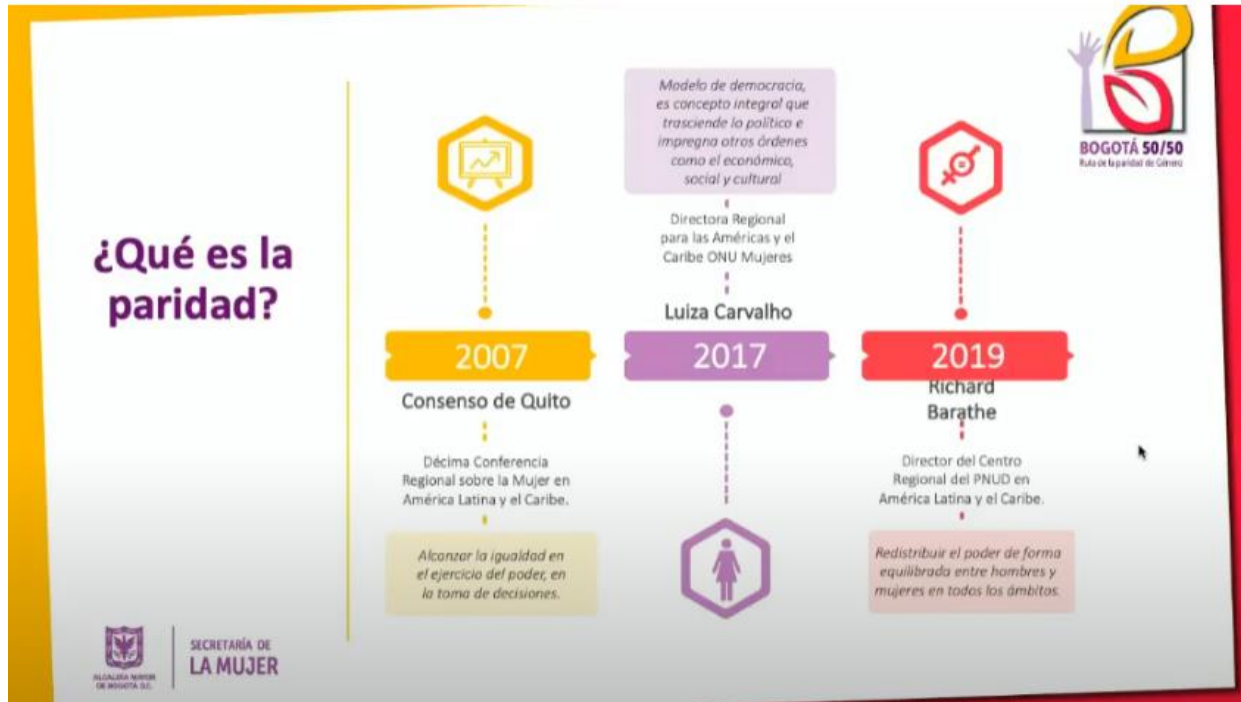 ¿Qué es la
paridad?
2007
Consenso de Quito
Décima Conferencia
Regional sobre la Mujer en
América Latina y el Caribe.
Alcanzar la igualdad en
el ejercicio del poder, en
la toma de decisiones.
Modelo de democracia,
es concepto integral que
trasciende lo político e
impregna otros órdenes
como el económico,
social y cultural
Directora Regional
para las Américas y el
Caribe ONU Mujeres
Luiza Carvalho
2017
2019
Richard
Barathe
Director del Centro
Regional del PNUD en
América Latina y el Caribe.
Redistribuir el poder de forma
equilibrada entre hombres y
mujeres en todos los ámbitos.
BOGOTÁ 50/50
Ruta de la paridad de Género
ALCALDÍA MAYOR
DE BOGOTÁ D.C.
SECRETARÍA DE
LA MUJER